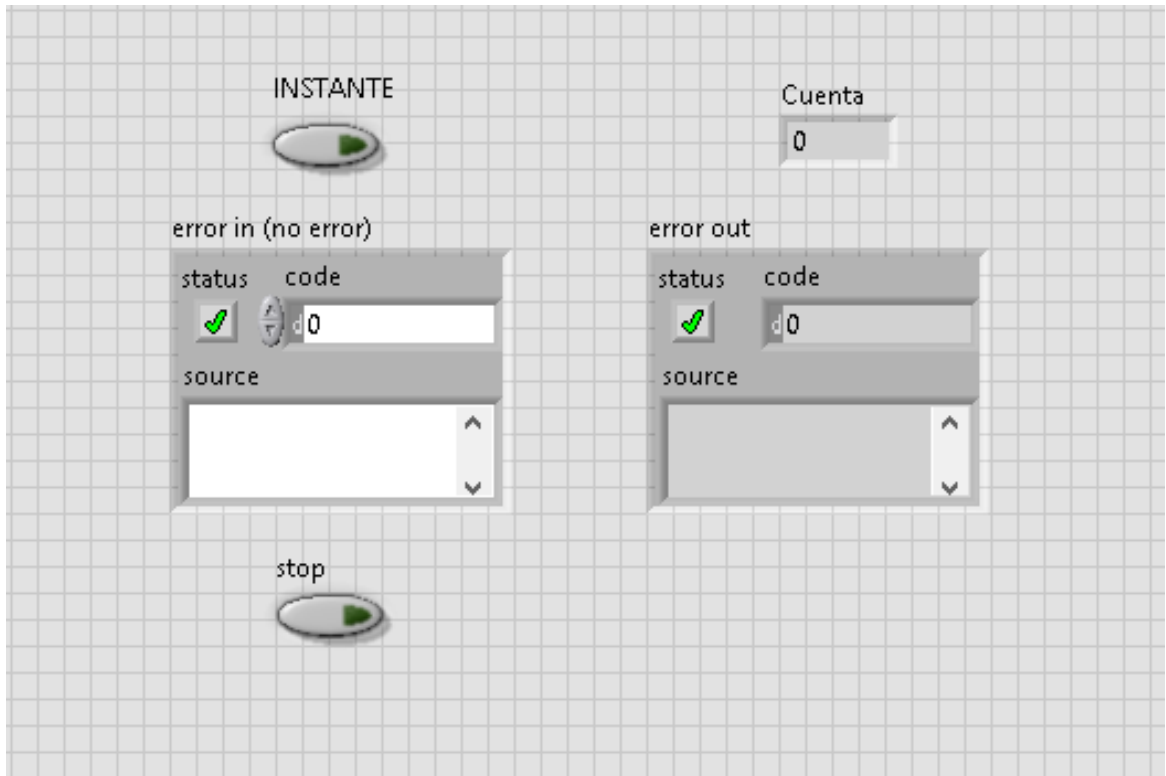 INSTANTE
Cuenta
0
error in (no error)
status code
d 0
source
error out
status code
d 0
source
stop